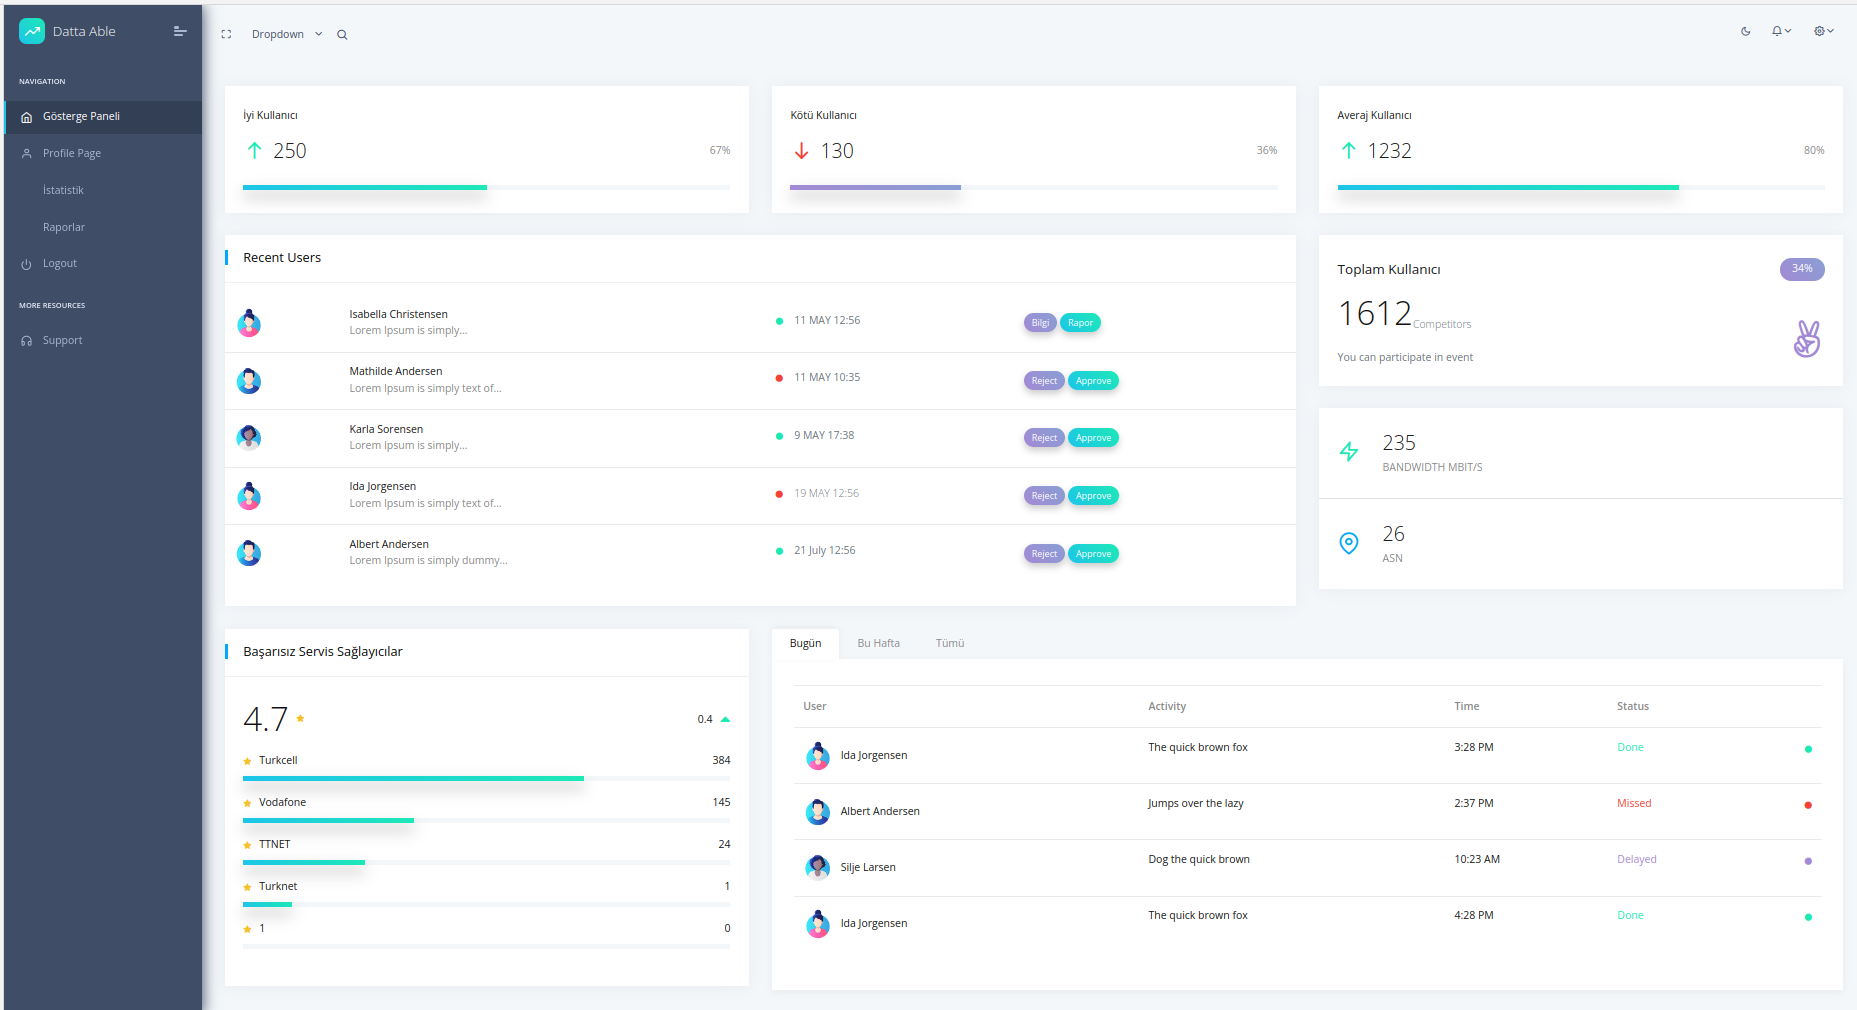 Datta Able
Dropdown
NAVIGATION
Gösterge Paneli
Profile Page
İstatistik
Raporlar
Logout
MORE RESOURCES
Support
İyi Kullanıcı
250
67%
Kötü Kullanıcı
130
36%
Averaj Kullanıcı
1232
80%
Recent Users
Isabella Christensen
Lorem Ipsum is simply...
11 MAY 12:56
Bilgi Rapor
Mathilde Andersen
Lorem Ipsum is simply text of...
11 MAY 10:35
Reject Approve
Karla Sorensen
Lorem Ipsum is simply...
9 MAY 17:38
Reject Approve
Ida Jorgensen
Lorem Ipsum is simply text of...
19 MAY 12:56
Reject Approve
Albert Andersen
Lorem Ipsum is simply dummy...
21 July 12:56
Reject Approve
Toplam Kullanıcı
34%
1612 Competitors
You can participate in event
235
BANDWIDTH MBIT/S
26
ASN
Başarısız Servis Sağlayıcılar
4.7
0.4
Turkcell 384
Vodafone 145
TTNET 24
Turknet 1
1 0
Bugün Bu Hafta Tümü
User Activity Time Status
Ida Jorgensen The quick brown fox 3:28 PM Done
Albert Andersen Jumps over the lazy 2:37 PM Missed
Silje Larsen Dog the quick brown 10:23 AM Delayed
Ida Jorgensen The quick brown fox 4:28 PM Done